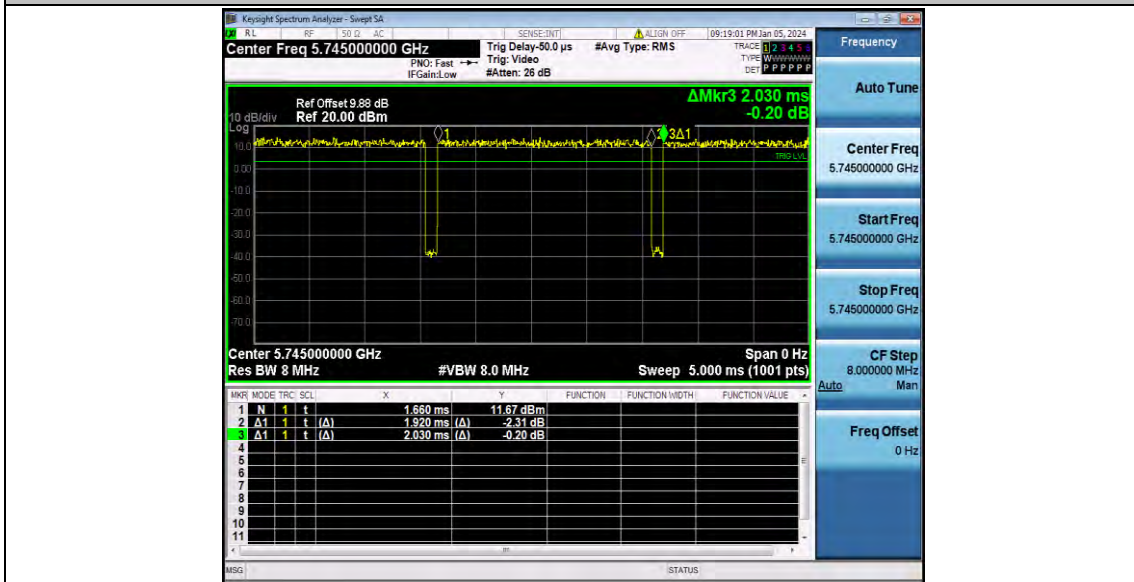 Keysight Spectrum Analyzer - Swept SA
RL RF 50 Ω AC SENSE:INT ALIGN OFF 09:19:01 PM Jan 05, 2024
Center Freq 5.745000000 GHz
PNO: Fast
IFGain:Low
Trig Delay-50.0 µs
Trig: Video
#Atten: 26 dB
#Avg Type: RMS
TRACE 1 2 3 4 5 6
TYPE
DET P P P P P P
Frequency
Auto Tune
Center Freq
5.745000000 GHz
Start Freq
5.745000000 GHz
Stop Freq
5.745000000 GHz
CF Step
8.000000 MHz
Auto Man
Freq Offset
0 Hz
ΔMkr3 2.030 ms
-0.20 dB
Ref Offset 9.88 dB
10 dB/div Ref 20.00 dBm
Log
1
3Δ1
TRIG LVL
10.0
0.00
-10.0
-20.0
-30.0
-40.0
-50.0
-60.0
-70.0
Center 5.745000000 GHz Span 0 Hz
Res BW 8 MHz #VBW 8.0 MHz Sweep 5.000 ms (1001 pts)
MKR MODE TRC SCL X Y FUNCTION FUNCTION WIDTH FUNCTION VALUE
1 N 1 t 1.660 ms 11.67 dBm
2 Δ1 1 t (Δ) 1.920 ms (Δ) -2.31 dB
3 Δ1 1 t (Δ) 2.030 ms (Δ) -0.20 dB
4
5
6
7
8
9
10
11
MSG STATUS